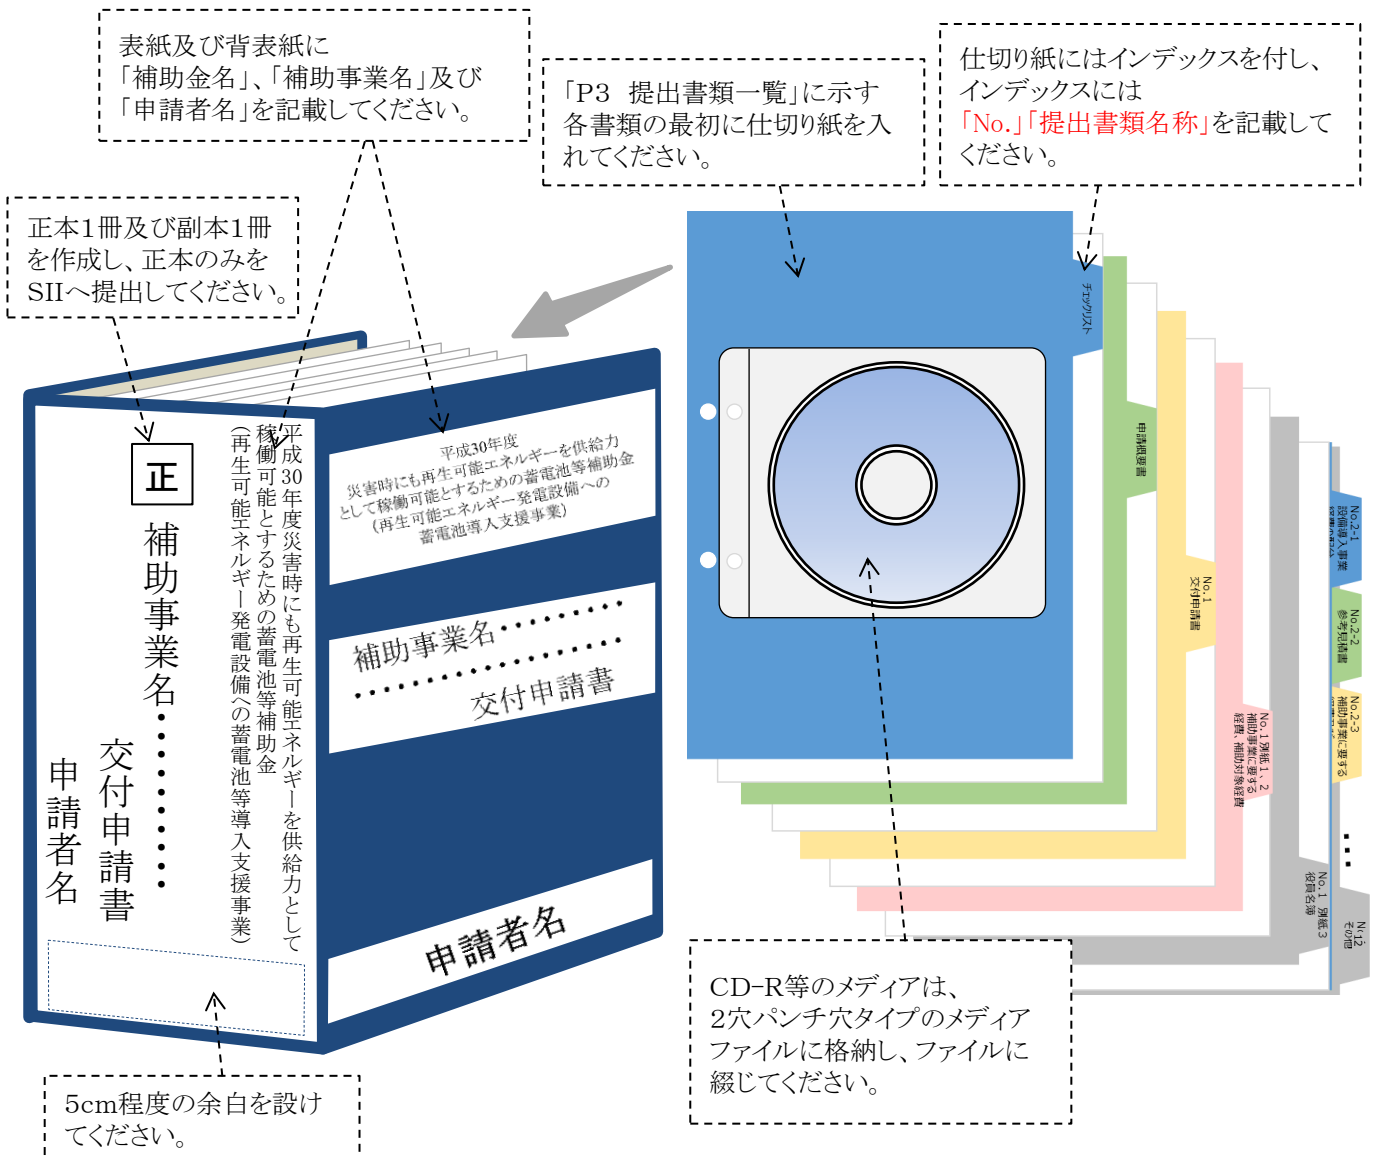 表紙及び背表紙に
「補助金名」、「補助事業名」及び
「申請者名」を記載してください。
「P3　提出書類一覧」に示す
各書類の最初に仕切り紙を入
れてください。
仕切り紙にはインデックスを付し、
インデックスには
「No.」「提出書類名称」を記載して
ください。
正本1冊及び副本1冊
を作成し、正本のみを
SIIへ提出してください。
平成30年度災害時にも再生可能エネルギーを供給力として
稼働可能とするための蓄電池等補助金
(再生可能エネルギー発電設備への蓄電池等導入支援事業)
正
補助事業名・・・・・・・・・
交付申請書
申請者名
平成30年度
災害時にも再生可能エネルギーを供給力
として稼働可能とするための蓄電池等補助金
(再生可能エネルギー発電設備への
蓄電池導入支援事業)
補助事業名・・・・・・・・
・・・・・・・・・・・・・・・・
交付申請書
申請者名
チェックリスト
申請概要書
No.1
交付申請書
No.1 別紙1、2
補助事業に要する
経費、補助対象経費
No.1 別紙3
役員名簿
No.2-1
設備導入事業
No.2-2
参考見積書
No.2-3
補助事業に要する
・・・
その他
CD-R等のメディアは、
2穴パンチ穴タイプのメディア
ファイルに格納し、ファイルに
綴じてください。
5cm程度の余白を設け
てください。